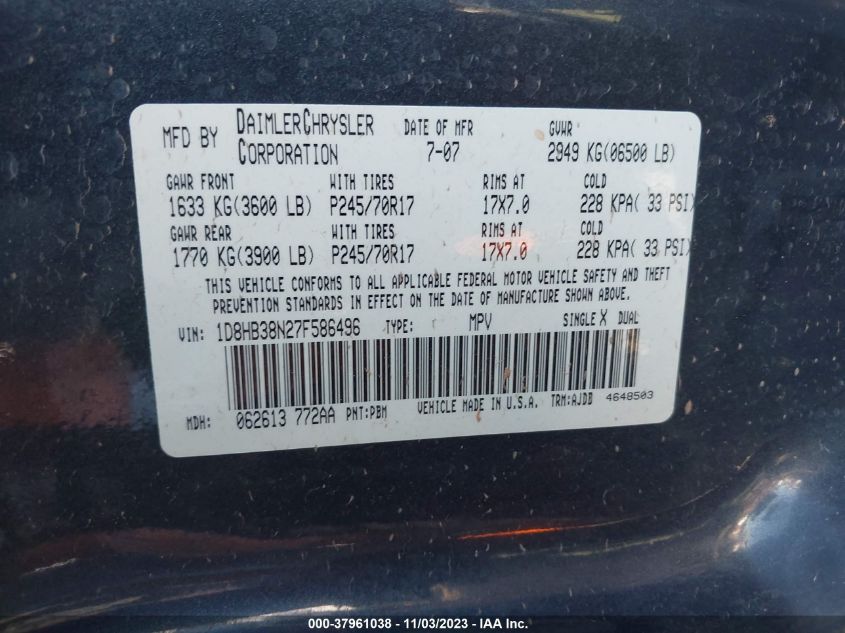 MFD BY DAIMLERCHRYSLER CORPORATION DATE OF MFR 7-07 GVWR 2949 KG(06500 LB)
GAWR FRONT WITH TIRES RIMS AT COLD
1633 KG(3600 LB) P245/70R17 17X7.0 228 KPA( 33 PSI)
GAWR REAR WITH TIRES RIMS AT COLD
1770 KG(3900 LB) P245/70R17 17X7.0 228 KPA( 33 PSI)
THIS VEHICLE CONFORMS TO ALL APPLICABLE FEDERAL MOTOR VEHICLE SAFETY AND THEFT
PREVENTION STANDARDS IN EFFECT ON THE DATE OF MANUFACTURE SHOWN ABOVE.
VIN: 1D8HB38N27F586496 TYPE: MPV SINGLE X DUAL
MDH: 062613 772AA PNT:PBM VEHICLE MADE IN U.S.A. TRM:AJDB 4648503
000-37961038 - 11/03/2023 - IAA Inc.